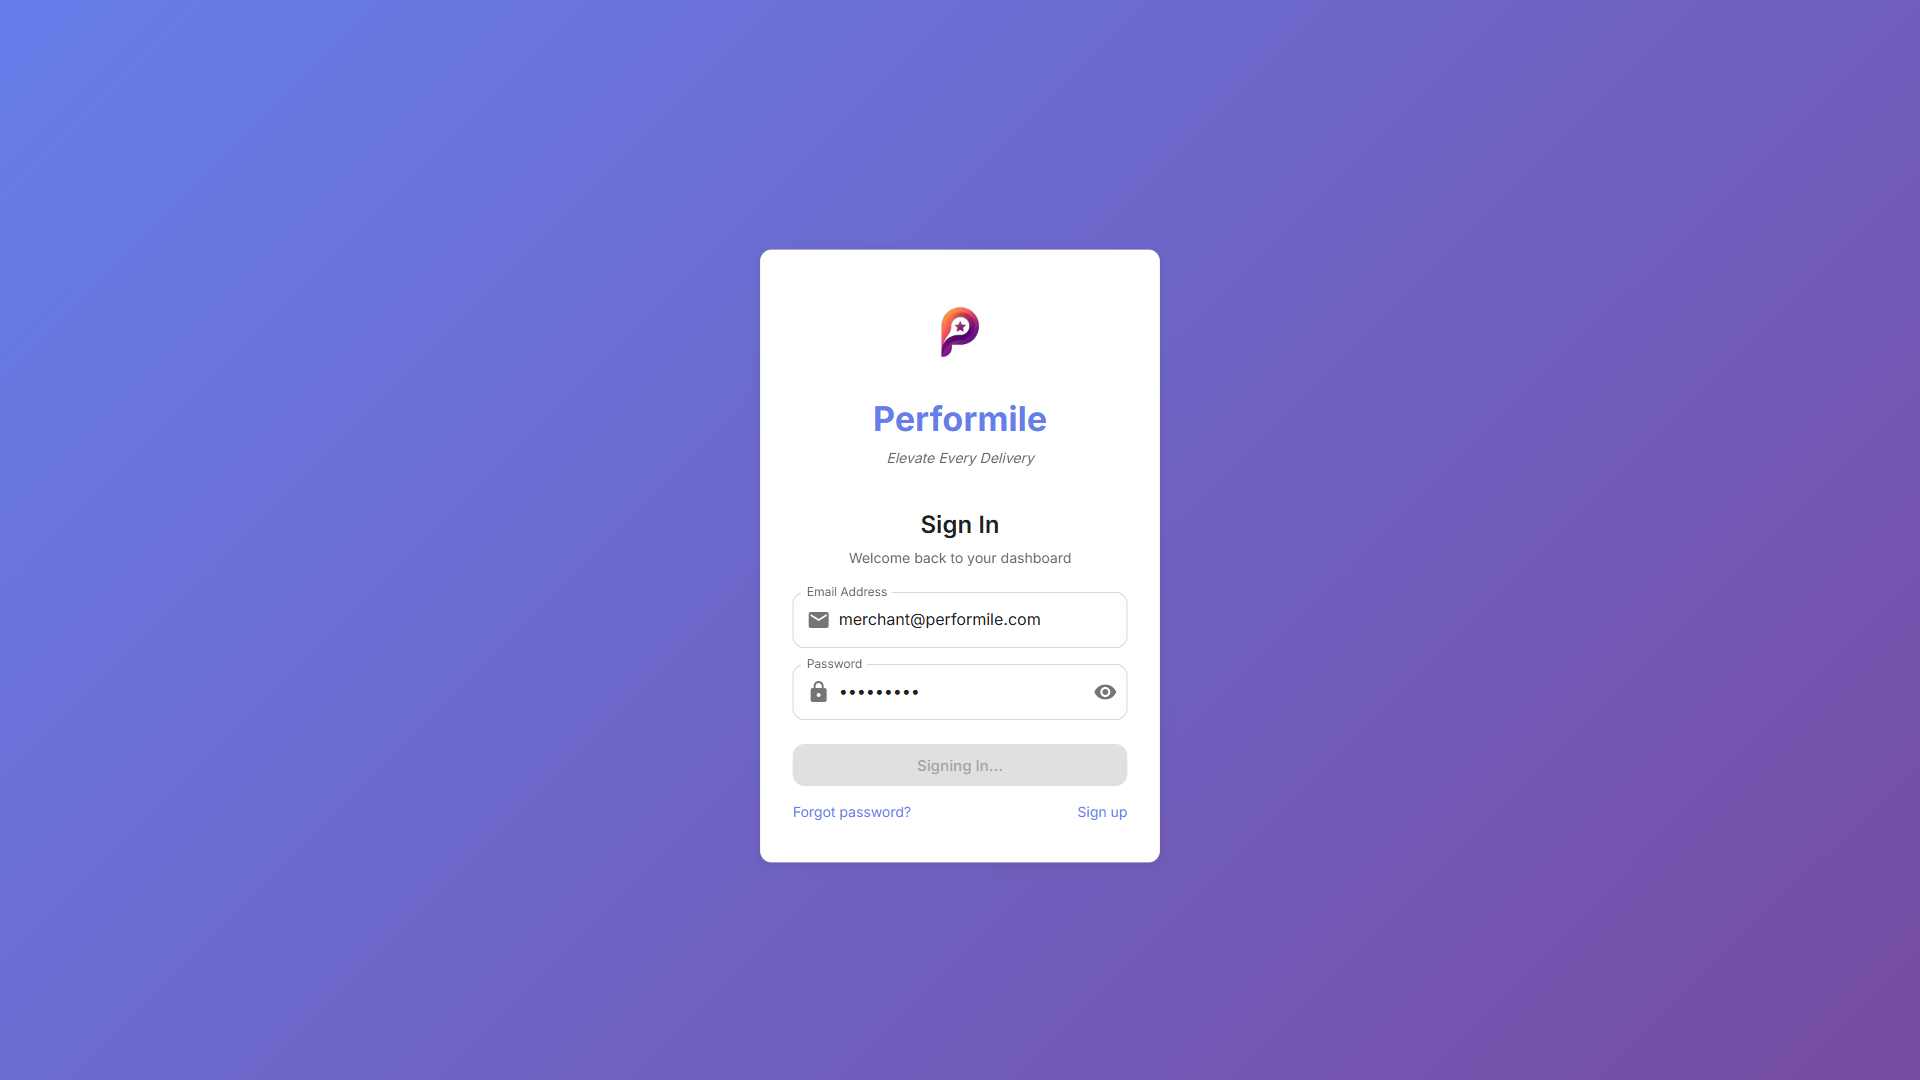 Performile
Elevate Every Delivery
Sign In
Welcome back to your dashboard
Email Address
merchant@performile.com
Password
•••••••••
Signing In...
Forgot password?
Sign up